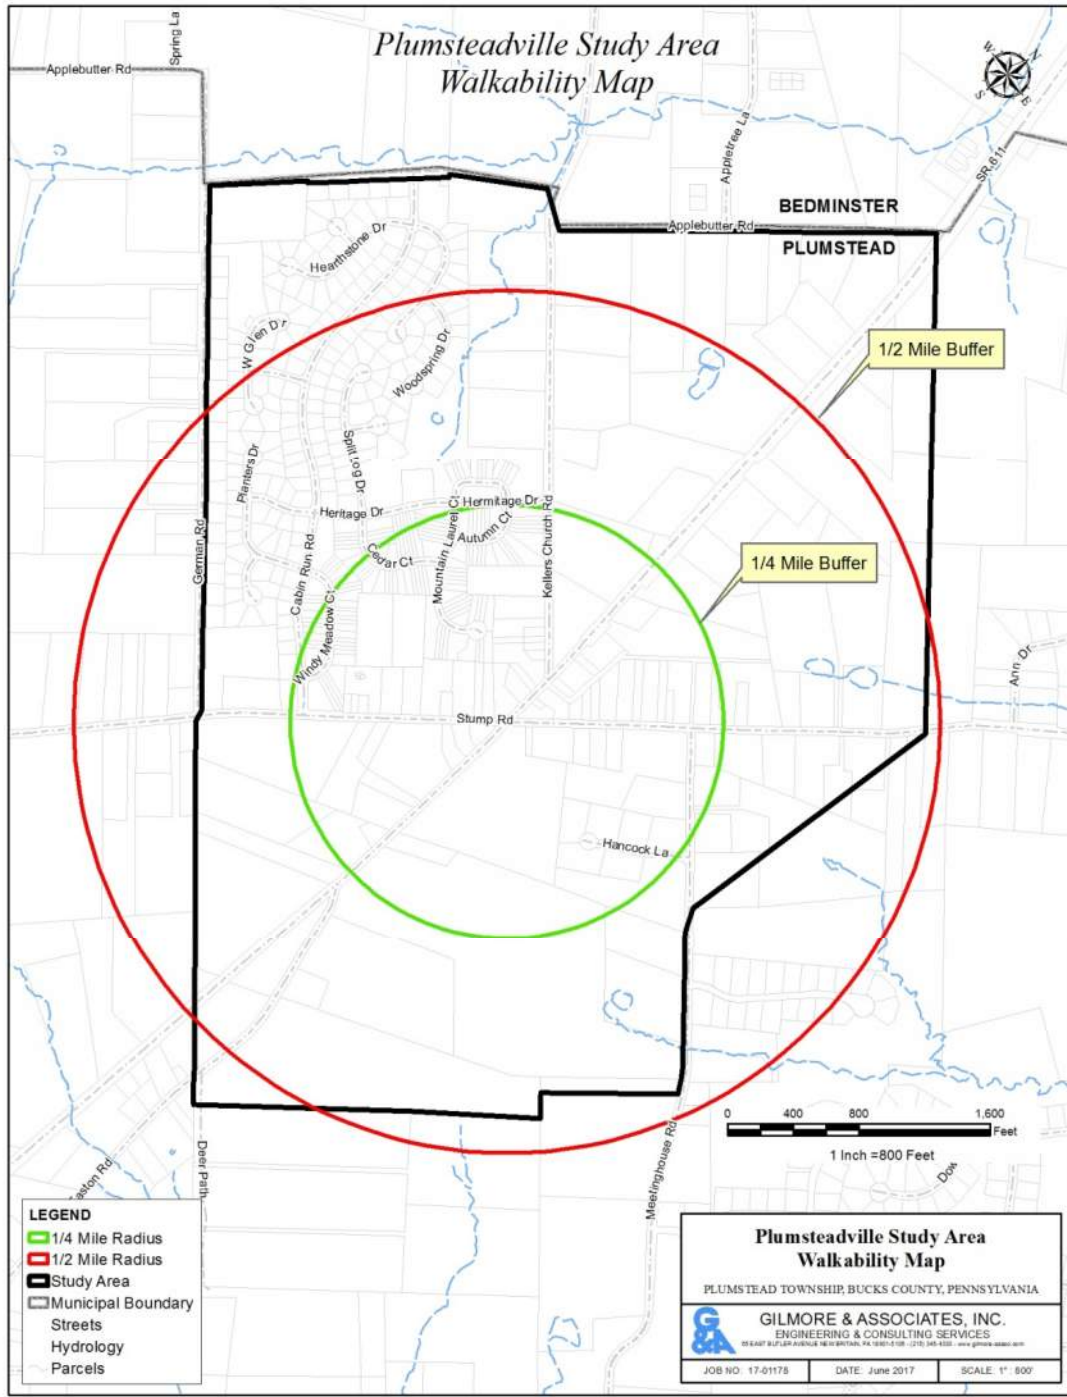 Plumsteadville Study Area
Walkability Map
Spring La
Applebutter Rd
N
E
S
W
SR 611
Appletree La
BEDMINSTER
Applebutter Rd
PLUMSTEAD
Hearthstone Dr
W Glen Dr
Woodspring Dr
1/2 Mile Buffer
Planters Dr
Split Log Dr
Heritage Dr
Hermitage Dr
Autumn Ct
Mountain Laurel Ct
Kellers Church Rd
German Rd
Cabin Run Rd
Cedar Ct
1/4 Mile Buffer
Windy Meadow Ct
Ann Dr
Stump Rd
Hancock La
0 400 800 1,600
Feet
1 Inch =800 Feet
Meetinghouse Rd
Deer Path
Easton Rd
Dov
LEGEND
1/4 Mile Radius
1/2 Mile Radius
Study Area
Municipal Boundary
Streets
Hydrology
Parcels
Plumsteadville Study Area
Walkability Map
PLUMSTEAD TOWNSHIP, BUCKS COUNTY, PENNSYLVANIA
G&A
GILMORE & ASSOCIATES, INC.
ENGINEERING & CONSULTING SERVICES
JOB NO: 17-01178 DATE: June 2017 SCALE: 1" : 800'